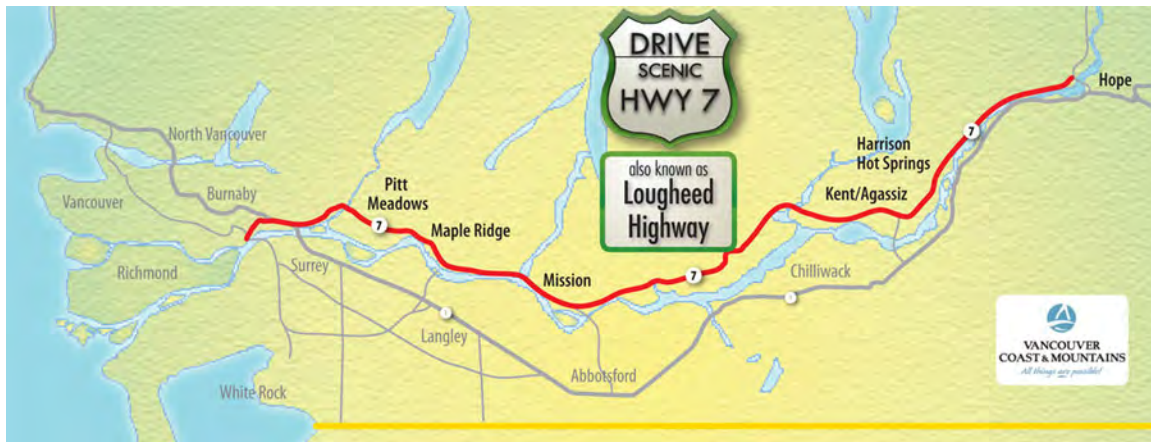 DRIVE
SCENIC
HWY 7
also known as
Lougheed
Highway
Hope
7
Harrison
Hot Springs
Kent/Agassiz
North Vancouver
Burnaby
Vancouver
Pitt
Meadows
7
Maple Ridge
Richmond
Surrey
Mission
7
Chilliwack
1
1
Langley
Abbotsford
White Rock
VANCOUVER
COAST & MOUNTAINS
All things are possible!